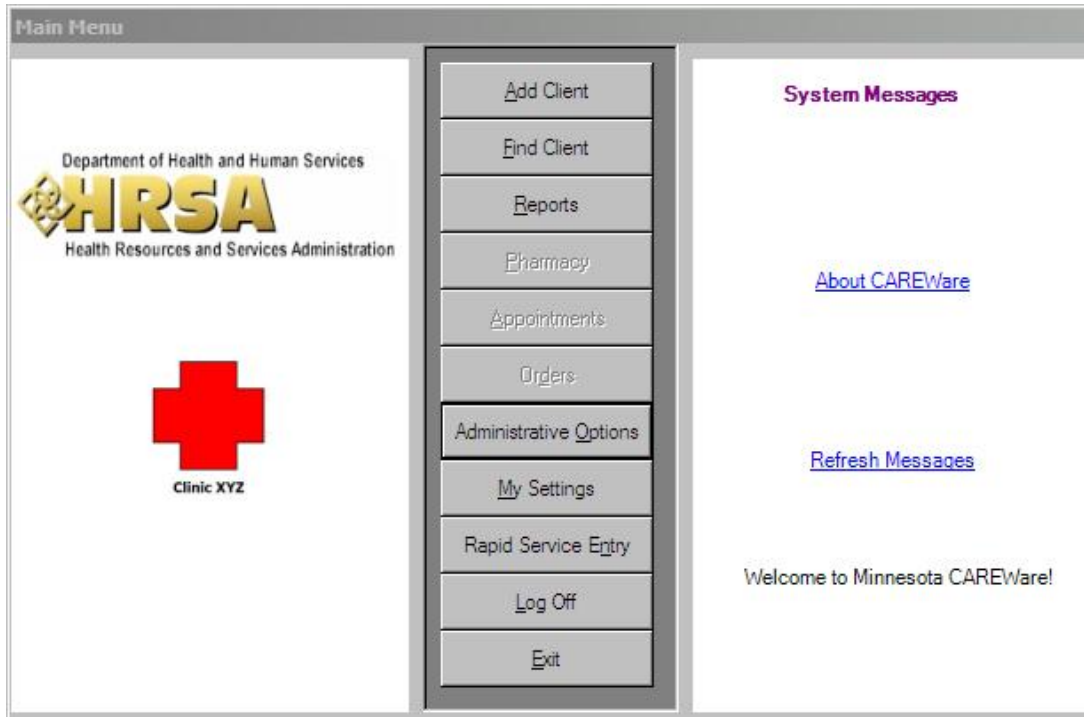 Main Menu
Department of Health and Human Services
HRSA
Health Resources and Services Administration
Clinic XYZ
Add Client
Find Client
Reports
Pharmacy
Appointments
Orders
Administrative Options
My Settings
Rapid Service Entry
Log Off
Exit
System Messages
About CAREWare
Refresh Messages
Welcome to Minnesota CAREWare!